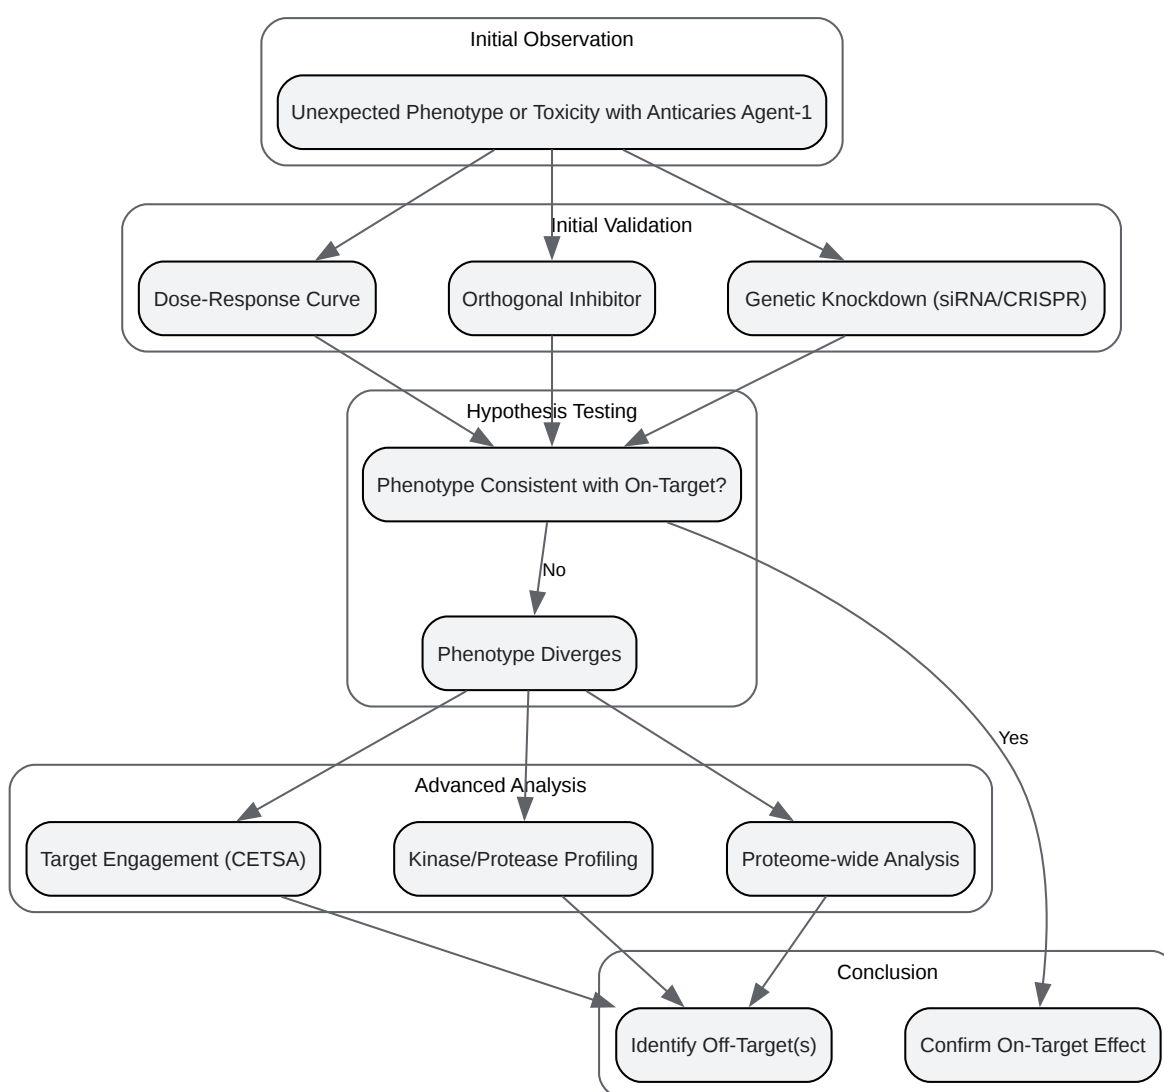 Initial Observation
Unexpected Phenotype or Toxicity with Anticaries Agent-1
Initial Validation
Dose-Response Curve
Orthogonal Inhibitor
Genetic Knockdown (siRNA/CRISPR)
Hypothesis Testing
Phenotype Consistent with On-Target?
No
Phenotype Diverges
Yes
Advanced Analysis
Target Engagement (CETSA)
Kinase/Protease Profiling
Proteome-wide Analysis
Conclusion
Identify Off-Target(s)
Confirm On-Target Effect